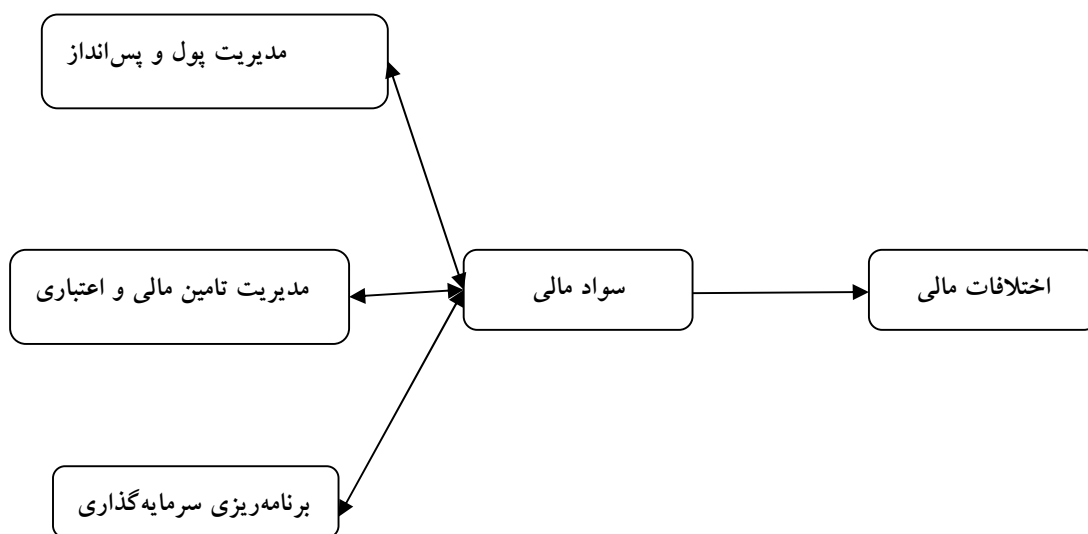 مدیریت پول و پس‌انداز
مدیریت تامین مالی و اعتباری
سواد مالی
اختلافات مالی
برنامه‌ریزی سرمایه‌گذاری